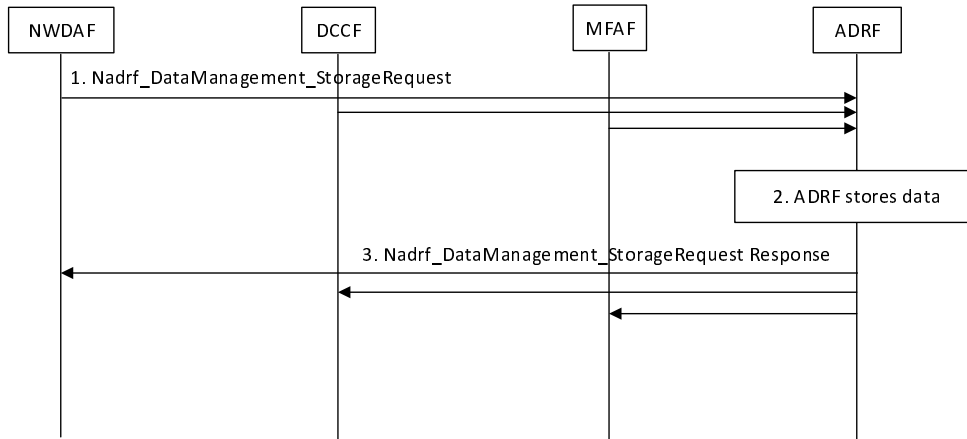 NWDAF
DCCF
MFAF
ADRF
1. Nadrf_DataManagement_StorageRequest
2. ADRF stores data
3. Nadrf_DataManagement_StorageRequest Response